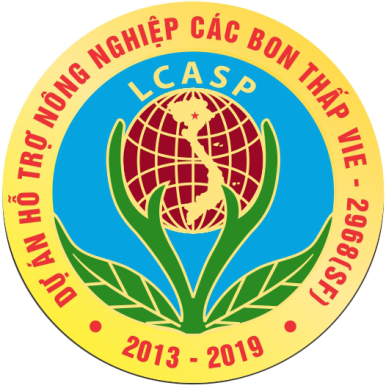 DỰ ÁN HỖ TRỢ NÔNG NGHIỆP CÁC BON THẤP VIE - 2968(SF)
LCASP
• 2013 - 2019 •